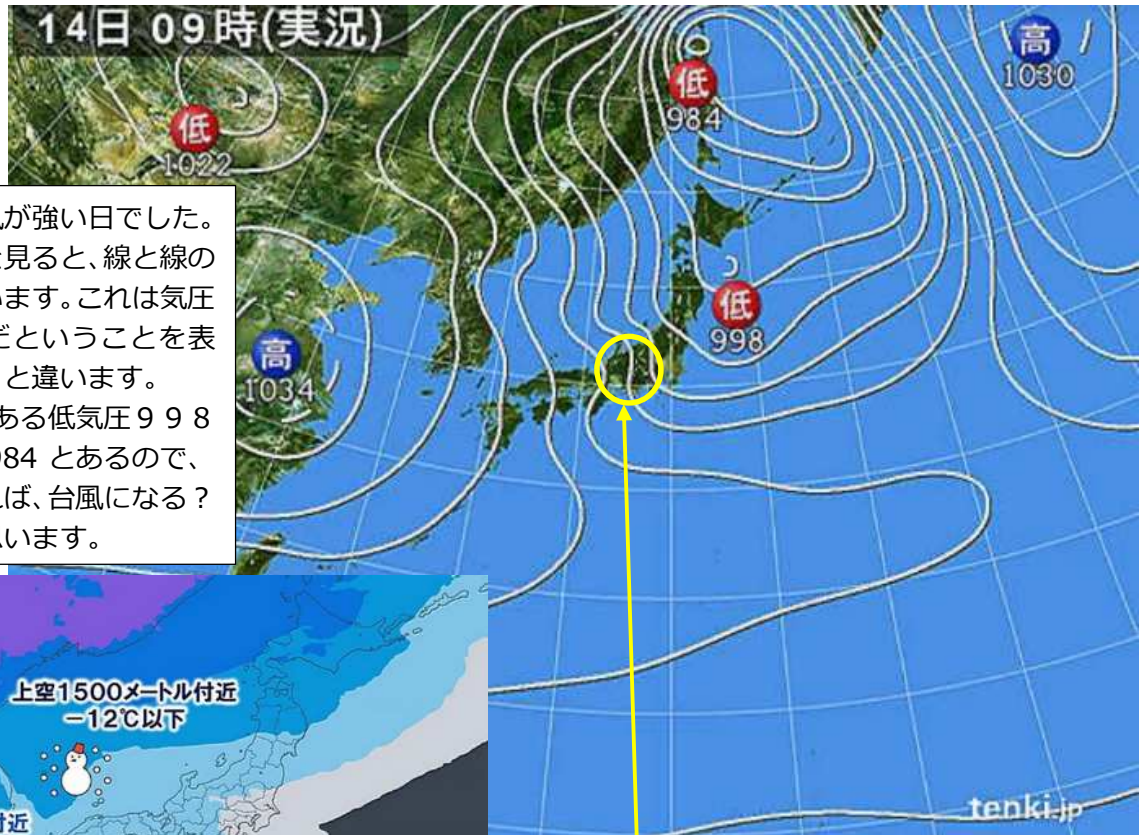 14日 09時(実況)
低
1022
低
984
高
1030
が強い日でした。
見ると、線と線の
います。これは気圧
だということを表
と違います。
ある低気圧９９８
984 とあるので、
れば、台風になる？
思います。
高
1034
低
998
上空1500メートル付近
－12℃以下
付近
tenki.jp